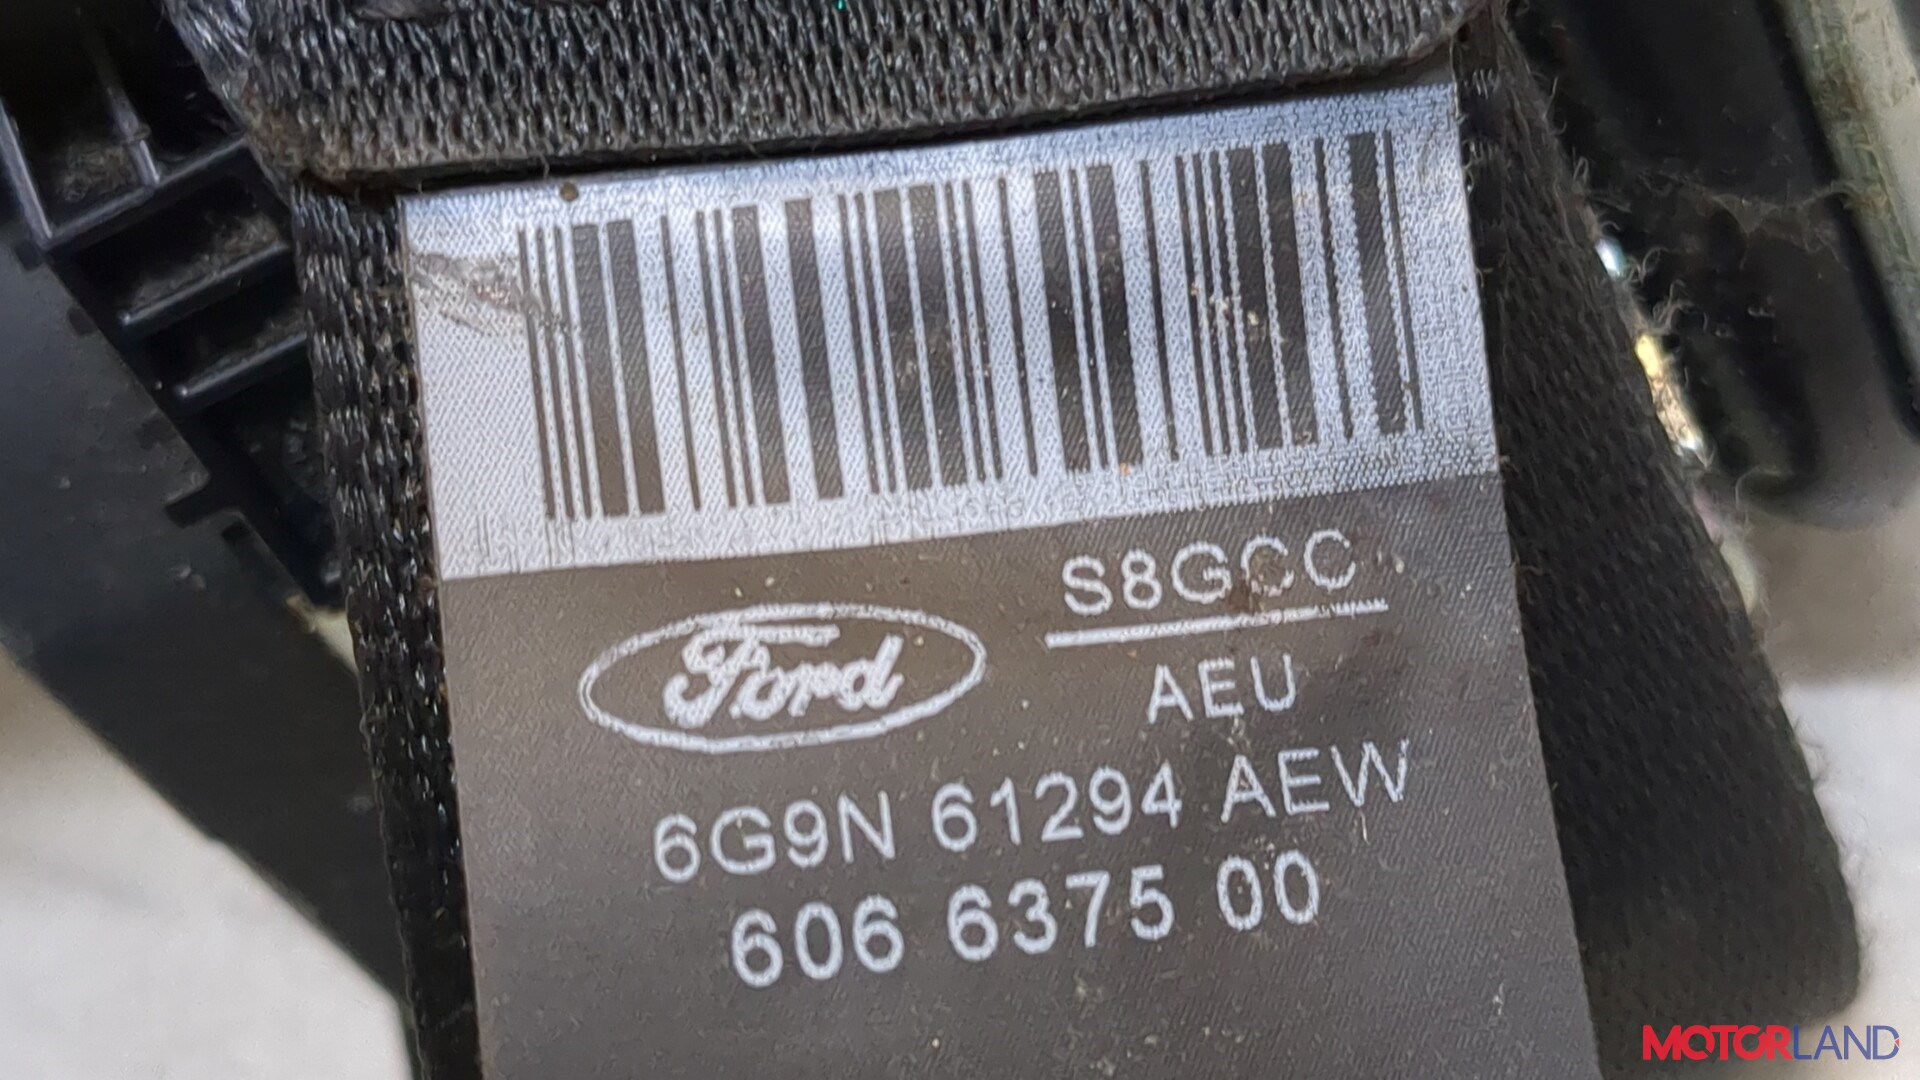 S8GCC
Ford
AEU
6G9N 61294 AEW
606 6375 00
MOTORLAND